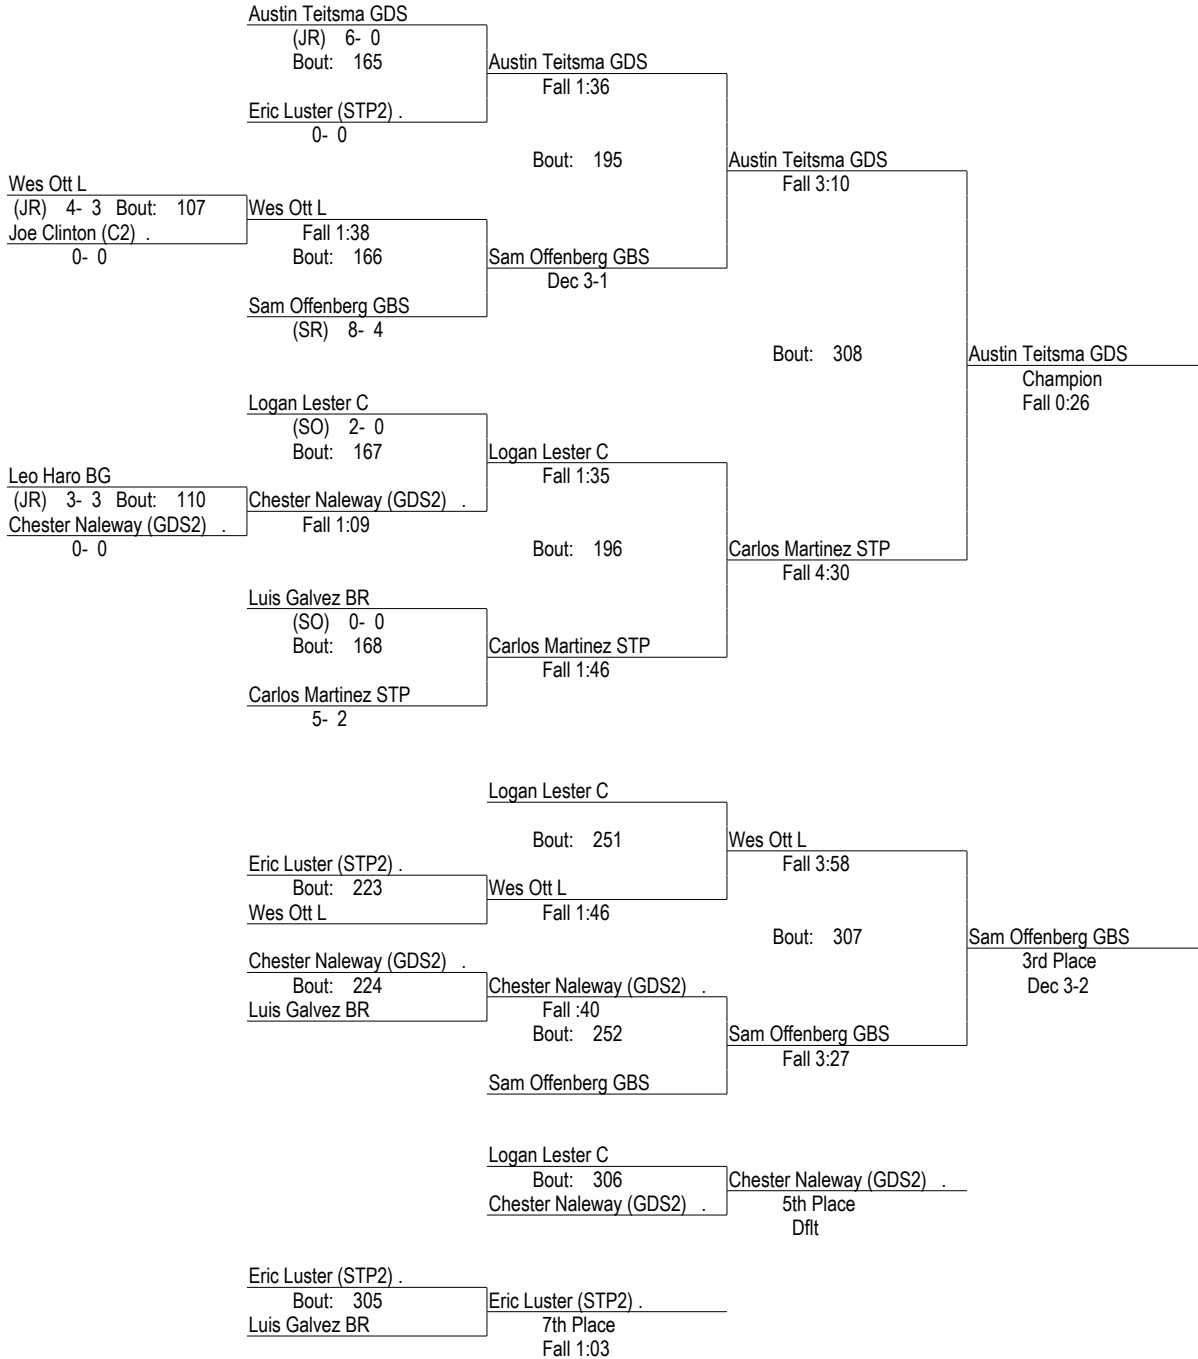 Austin Teitsma GDS
(JR) 6- 0
Bout: 165
Austin Teitsma GDS
Fall 1:36
Eric Luster (STP2) .
0- 0
Bout: 195
Austin Teitsma GDS
Fall 3:10
Wes Ott L
(JR) 4- 3 Bout: 107
Joe Clinton (C2) .
0- 0
Wes Ott L
Fall 1:38
Bout: 166
Sam Offenberg GBS
Dec 3-1
Sam Offenberg GBS
(SR) 8- 4
Bout: 308
Austin Teitsma GDS
Champion
Fall 0:26
Logan Lester C
(SO) 2- 0
Bout: 167
Logan Lester C
Fall 1:35
Leo Haro BG
(JR) 3- 3 Bout: 110
Chester Naleway (GDS2) .
0- 0
Chester Naleway (GDS2) .
Fall 1:09
Bout: 196
Carlos Martinez STP
Fall 4:30
Luis Galvez BR
(SO) 0- 0
Bout: 168
Carlos Martinez STP
Fall 1:46
Carlos Martinez STP
5- 2
Logan Lester C
Bout: 251
Wes Ott L
Fall 3:58
Eric Luster (STP2) .
Bout: 223
Wes Ott L
Wes Ott L
Fall 1:46
Bout: 307
Sam Offenberg GBS
3rd Place
Dec 3-2
Chester Naleway (GDS2) .
Bout: 224
Luis Galvez BR
Chester Naleway (GDS2) .
Fall :40
Bout: 252
Sam Offenberg GBS
Fall 3:27
Sam Offenberg GBS
Logan Lester C
Bout: 306
Chester Naleway (GDS2) .
Chester Naleway (GDS2) .
5th Place
Dflt
Eric Luster (STP2) .
Bout: 305
Luis Galvez BR
Eric Luster (STP2) .
7th Place
Fall 1:03